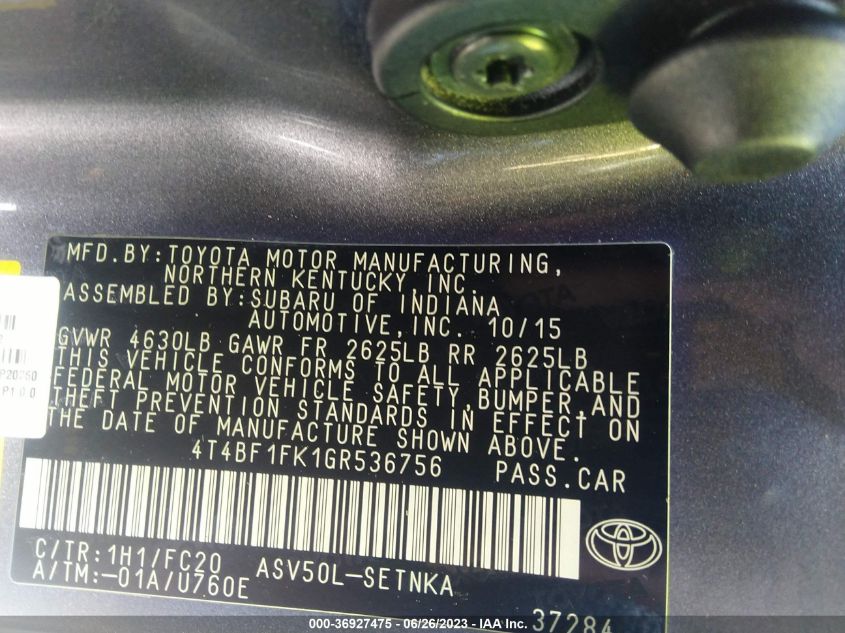 MFD.BY:TOYOTA MOTOR MANUFACTURING,
NORTHERN KENTUCKY, INC.
ASSEMBLED BY:SUBARU OF INDIANA
AUTOMOTIVE,INC. 10/15
GVWR 4630LB GAWR FR 2625LB RR 2625LB
THIS VEHICLE CONFORMS TO ALL APPLICABLE
FEDERAL MOTOR VEHICLE SAFETY,BUMPER,AND
THEFT PREVENTION STANDARDS IN EFFECT ON
THE DATE OF MANUFACTURE SHOWN ABOVE.
4T4BF1FK1GR536756 PASS.CAR
C/TR:1H1/FC20 ASV50L-SETNKA
A/TM:-01A/U760E
37284
000-36927475 - 06/26/2023 - IAA Inc.